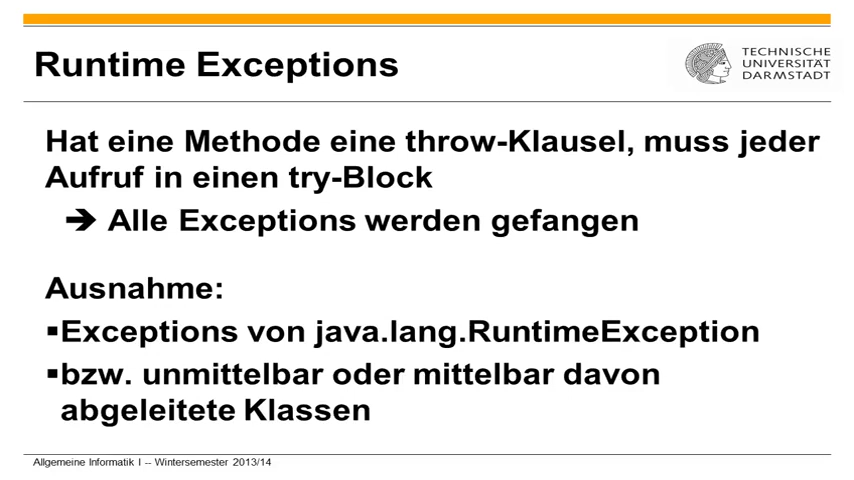 Runtime Exceptions
TECHNISCHE
UNIVERSITÄT
DARMSTADT
Hat eine Methode eine throw-Klausel, muss jeder
Aufruf in einen try-Block
➔ Alle Exceptions werden gefangen
Ausnahme:
▪Exceptions von java.lang.RuntimeException
▪bzw. unmittelbar oder mittelbar davon
abgeleitete Klassen
Allgemeine Informatik I -- Wintersemester 2013/14